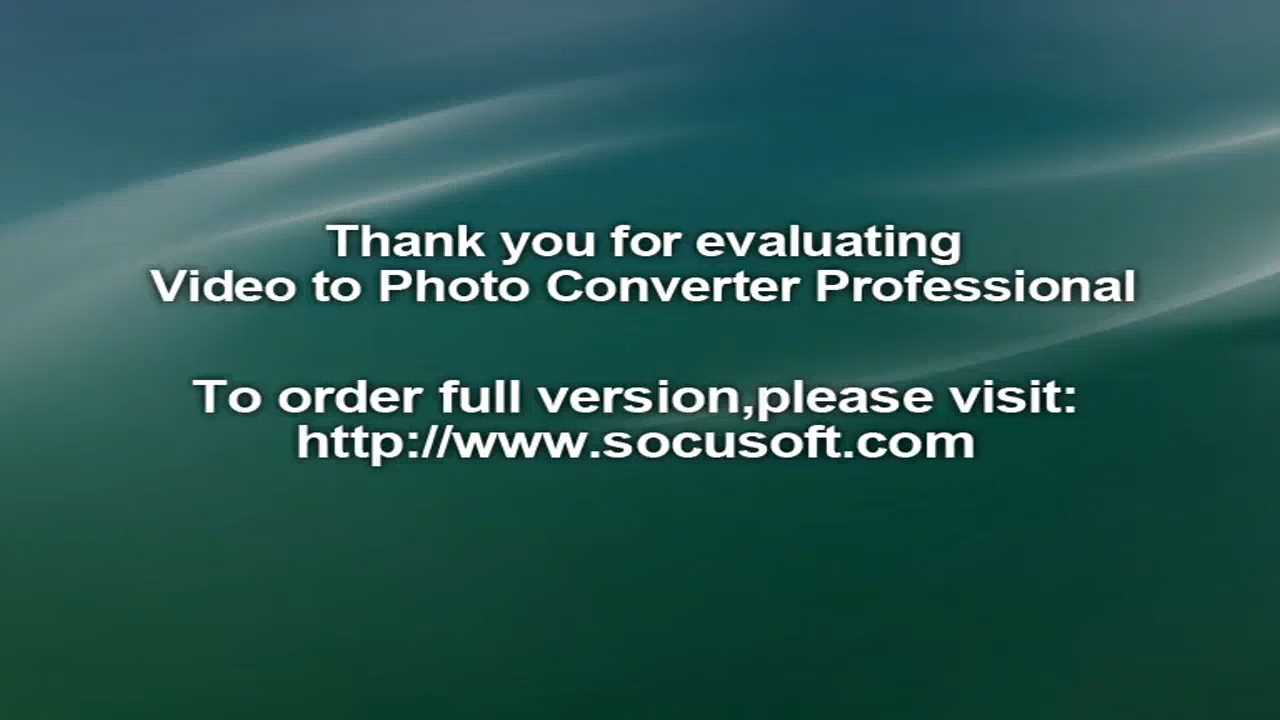 Thank you for evaluating
Video to Photo Converter Professional
To order full version,please visit:
http://www.socusoft.com